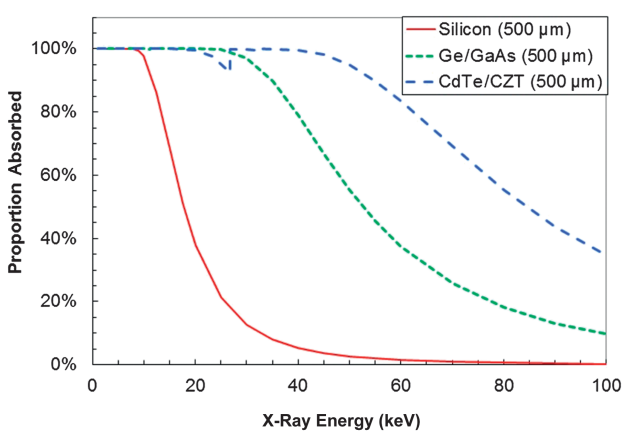 Silicon (500 µm)
Ge/GaAs (500 µm)
CdTe/CZT (500 µm)
100%
80%
60%
40%
20%
0%
Proportion Absorbed
0 20 40 60 80 100
X-Ray Energy (keV)